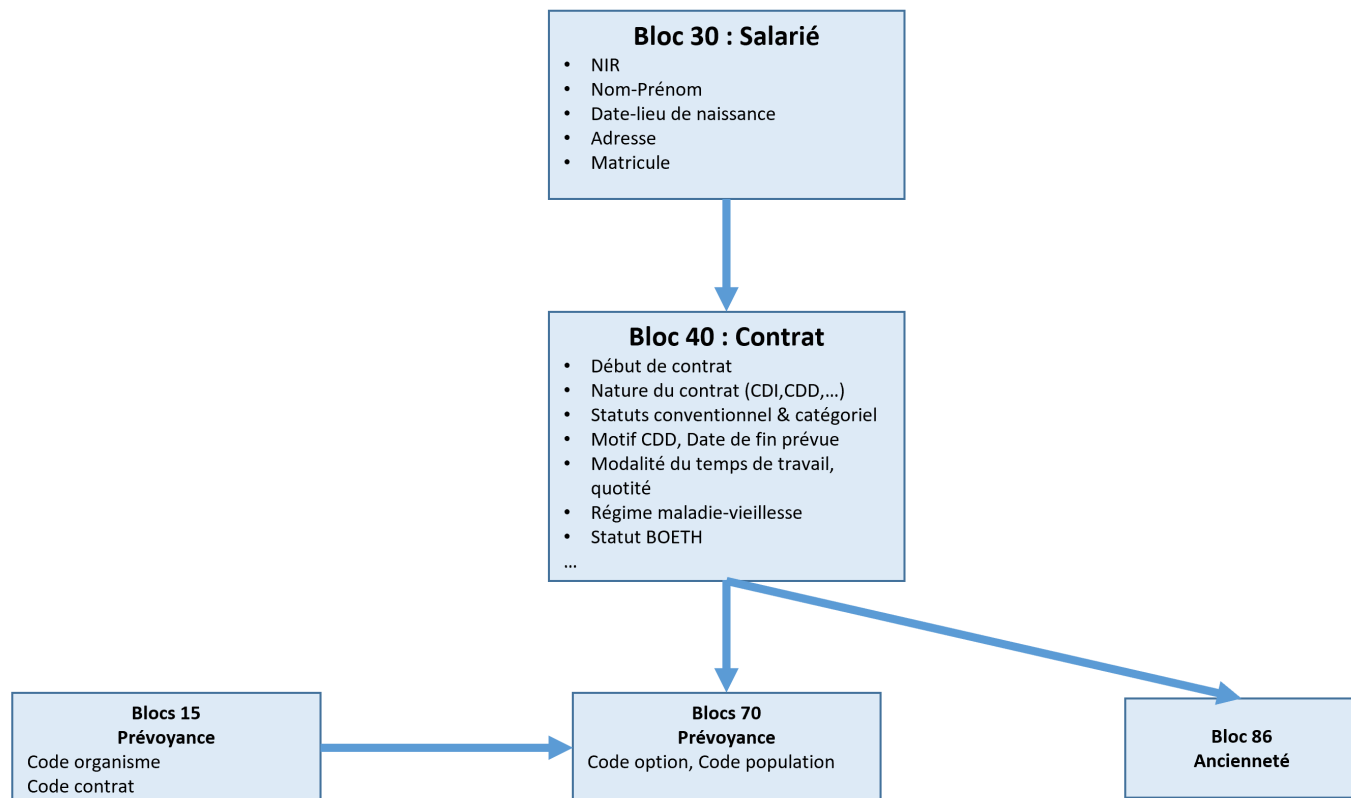 Bloc 30 : Salarié
• NIR
• Nom-Prénom
• Date-lieu de naissance
• Adresse
• Matricule
Bloc 40 : Contrat
• Début de contrat
• Nature du contrat (CDI,CDD,…)
• Statuts conventionnel & catégoriel
• Motif CDD, Date de fin prévue
• Modalité du temps de travail,
quotité
• Régime maladie-vieillesse
• Statut BOETH
…
Blocs 15
Prévoyance
Code organisme
Code contrat
Blocs 70
Prévoyance
Code option, Code population
Bloc 86
Ancienneté